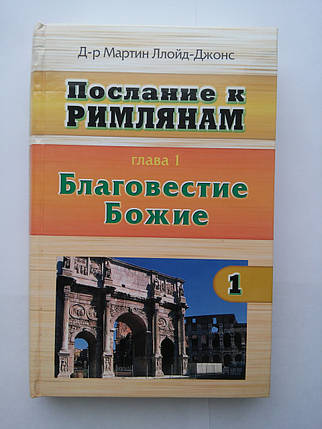 Д-р Мартин Ллойд-Джонс
Послание к
РИМЛЯНАМ
глава 1
Благовестие
Божие
1